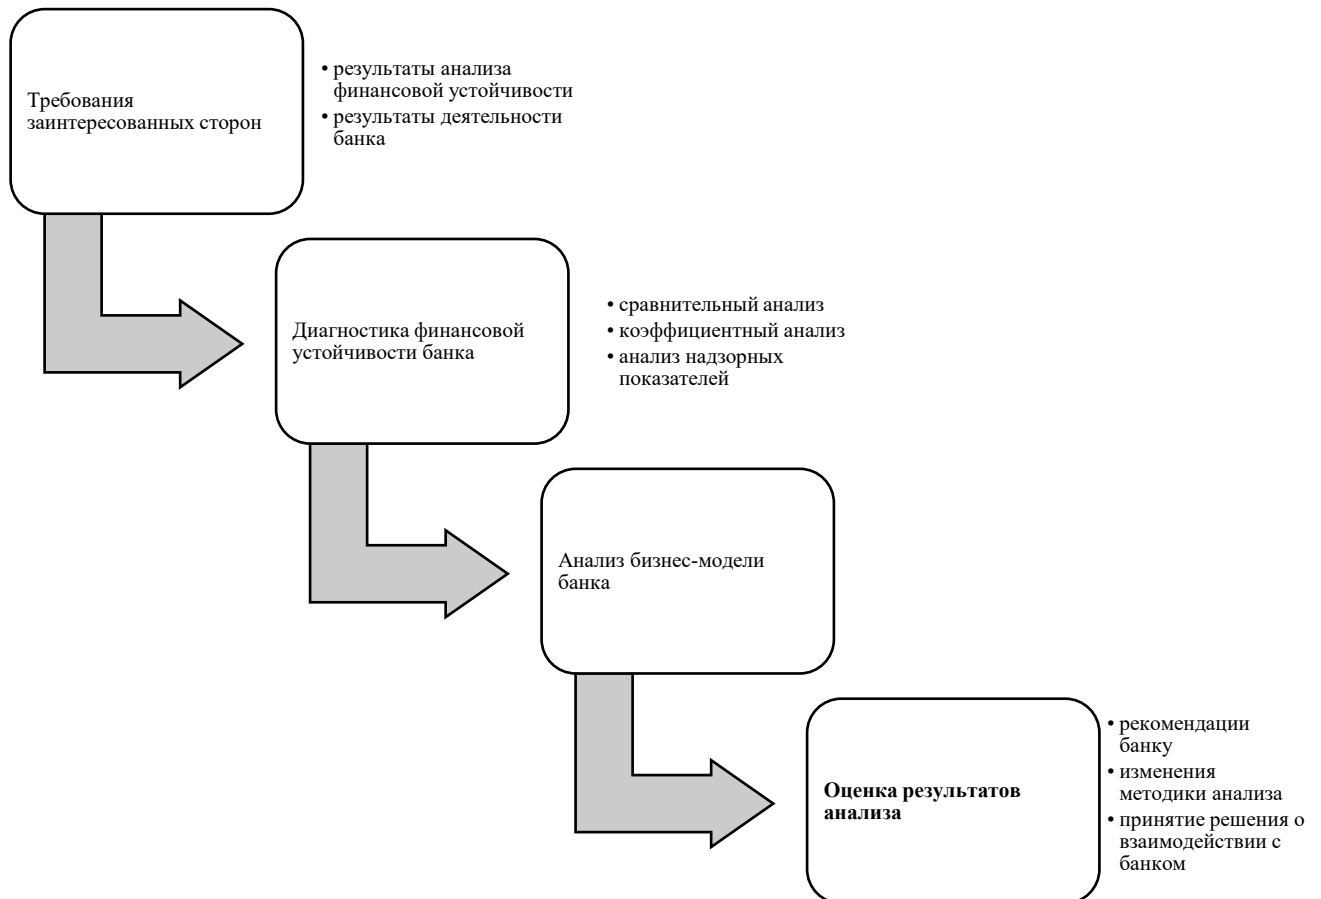 Требования
заинтересованных сторон
• результаты анализа
финансовой устойчивости
• результаты деятельности
банка
Диагностика финансовой
устойчивости банка
• сравнительный анализ
• коэффициентный анализ
• анализ надзорных
показателей
Анализ бизнес-модели
банка
Оценка результатов
анализа
• рекомендации
банку
• изменения
методики анализа
• принятие решения о
взаимодействии с
банком